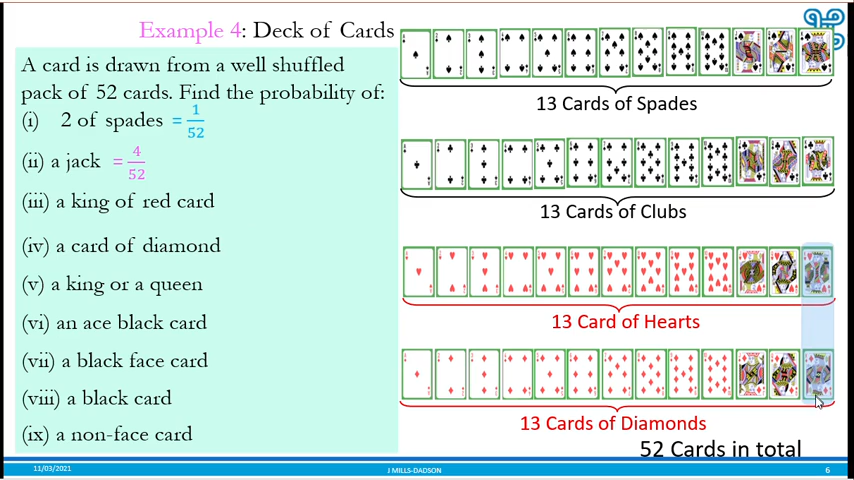 Example 4: Deck of Cards
A card is drawn from a well shuffled
pack of 52 cards. Find the probability of:
(i) 2 of spades = 1/52
(ii) a jack = 4/52
(iii) a king of red card
(iv) a card of diamond
(v) a king or a queen
(vi) an ace black card
(vii) a black face card
(viii) a black card
(ix) a non-face card
13 Cards of Spades
13 Cards of Clubs
13 Card of Hearts
13 Cards of Diamonds
52 Cards in total
11/03/2021
J MILLS-DADSON
6